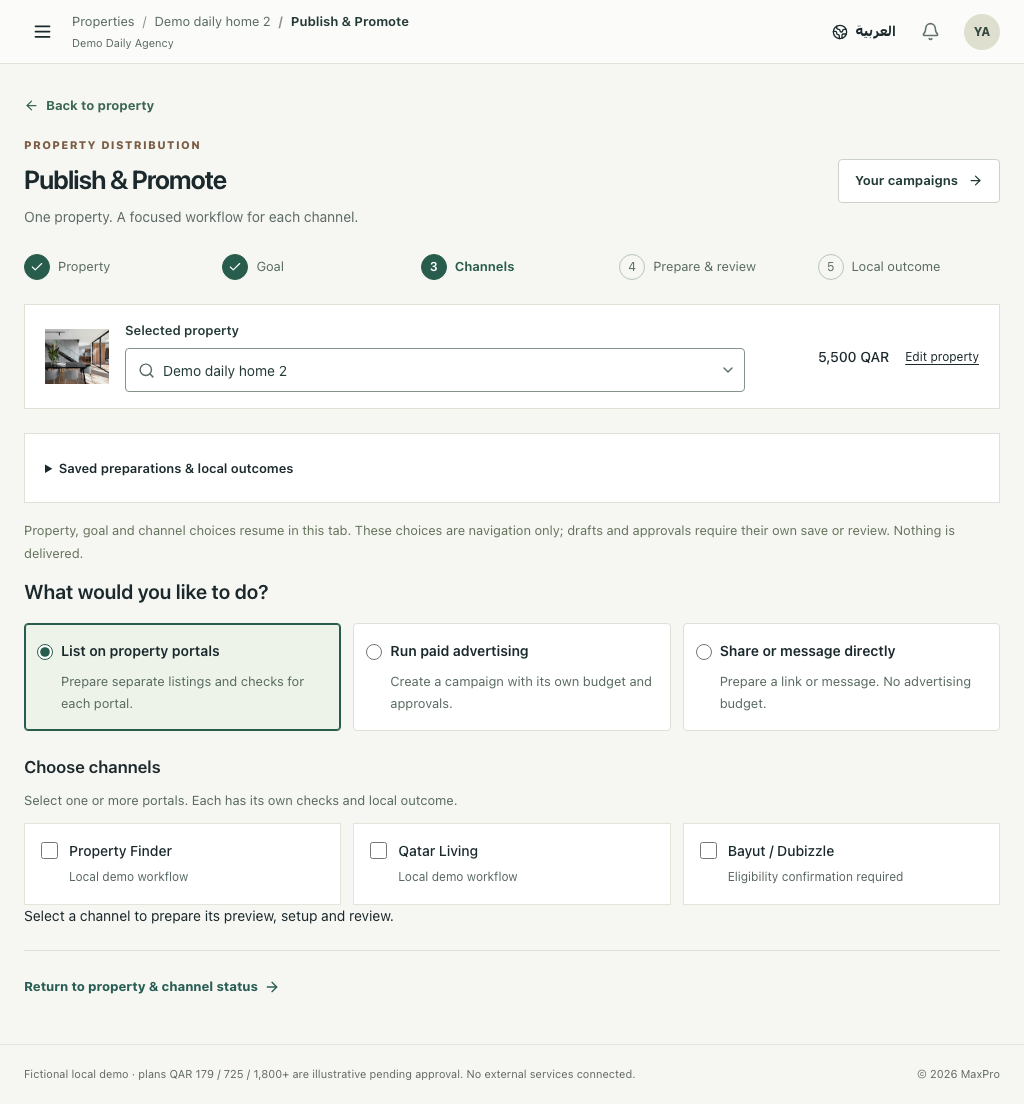 Properties / Demo daily home 2 / Publish & Promote
Demo Daily Agency
العربية
YA
Back to property
PROPERTY DISTRIBUTION
Publish & Promote
Your campaigns
One property. A focused workflow for each channel.
Property
Goal
3 Channels
4 Prepare & review
5 Local outcome
Selected property
Demo daily home 2
5,500 QAR
Edit property
Saved preparations & local outcomes
Property, goal and channel choices resume in this tab. These choices are navigation only; drafts and approvals require their own save or review. Nothing is
delivered.
What would you like to do?
List on property portals
Prepare separate listings and checks for
each portal.
Run paid advertising
Create a campaign with its own budget and
approvals.
Share or message directly
Prepare a link or message. No advertising
budget.
Choose channels
Select one or more portals. Each has its own checks and local outcome.
Property Finder
Local demo workflow
Qatar Living
Local demo workflow
Bayut / Dubizzle
Eligibility confirmation required
Select a channel to prepare its preview, setup and review.
Return to property & channel status
Fictional local demo · plans QAR 179 / 725 / 1,800+ are illustrative pending approval. No external services connected.
© 2026 MaxPro